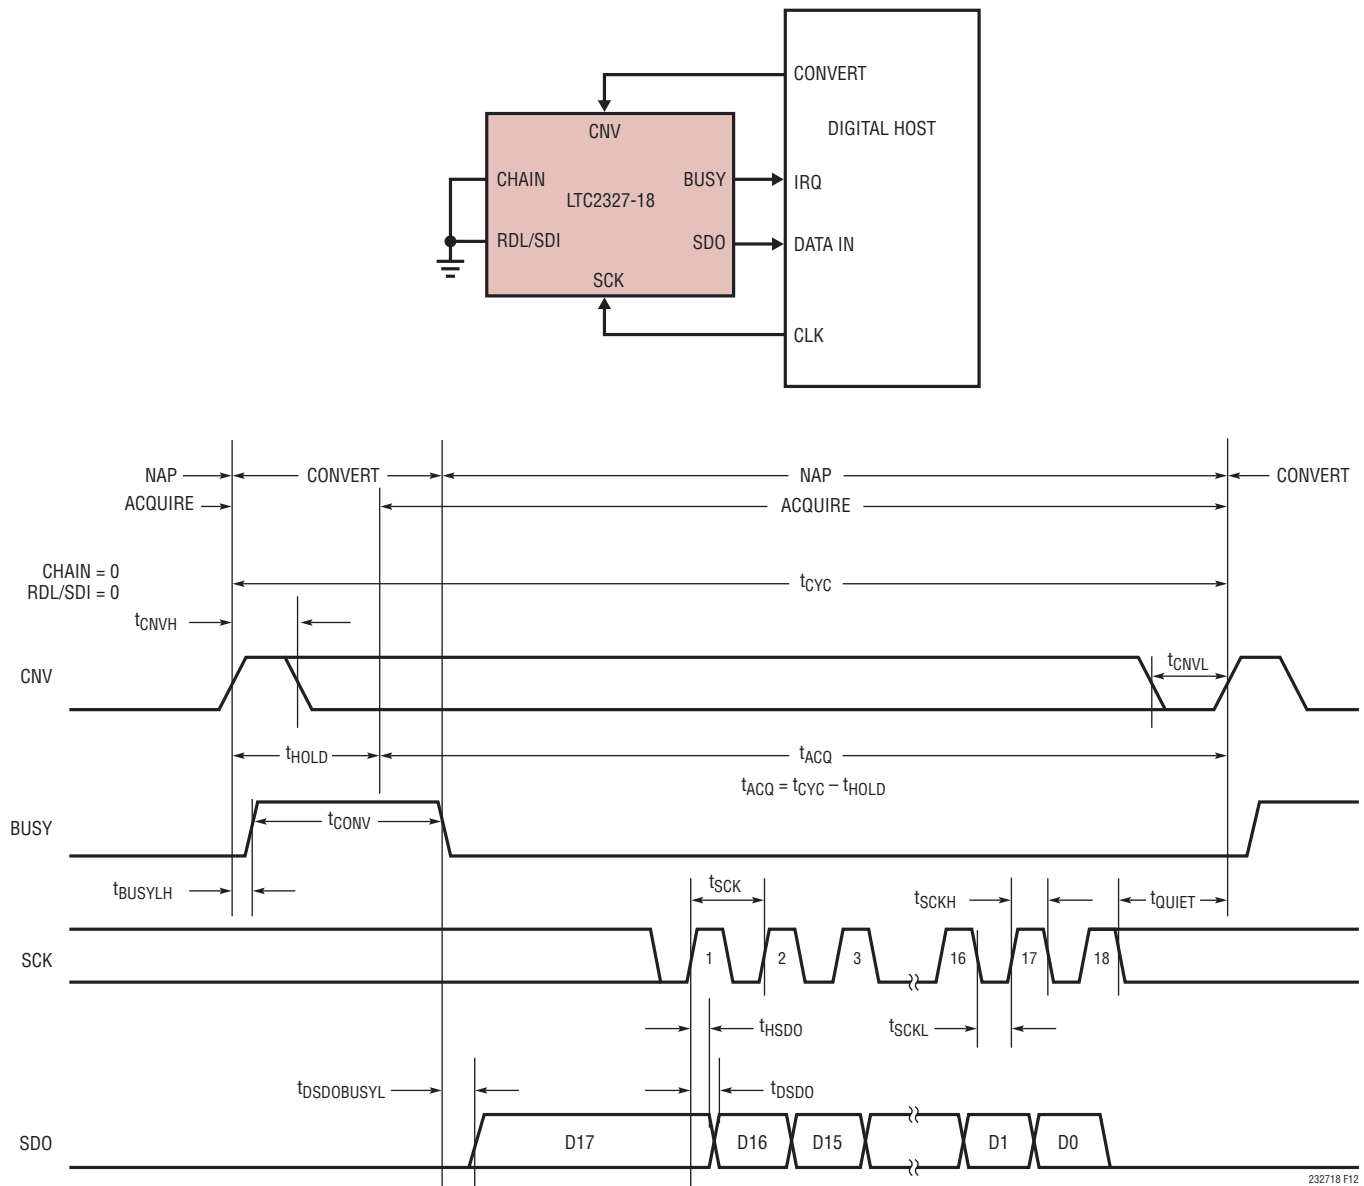 CONVERT
CNV
DIGITAL HOST
CHAIN
BUSY
IRQ
LTC2327-18
RDL/SDI
SDO
DATA IN
SCK
CLK
NAP
CONVERT
NAP
CONVERT
ACQUIRE
ACQUIRE
CHAIN = 0
RDL/SDI = 0
tCYC
tCNVH
CNV
tCNVL
tHOLD
tACQ
tACQ = tCYC – tHOLD
BUSY
tCONV
tBUSYLH
tSCK
tSCKH
tQUIET
SCK
1
2
3
16
17
18
tHSDO
tSCKL
tDSDOBUSYL
tDSDO
SDO
D17
D16
D15
D1
D0
232718 F12